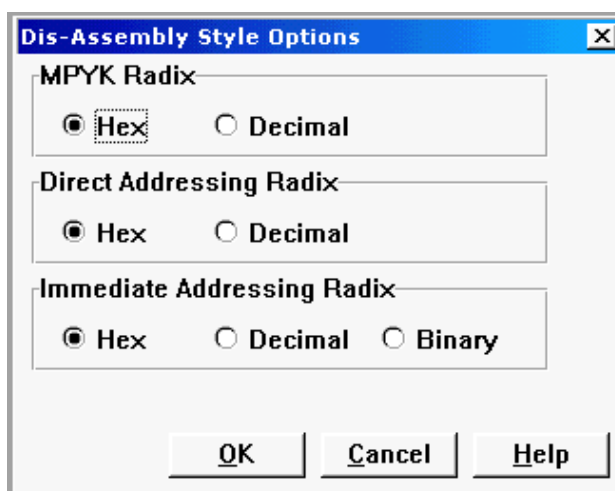 Dis-Assembly Style Options
MPYK Radix
Hex Decimal
Direct Addressing Radix
Hex Decimal
Immediate Addressing Radix
Hex Decimal Binary
OK Cancel Help